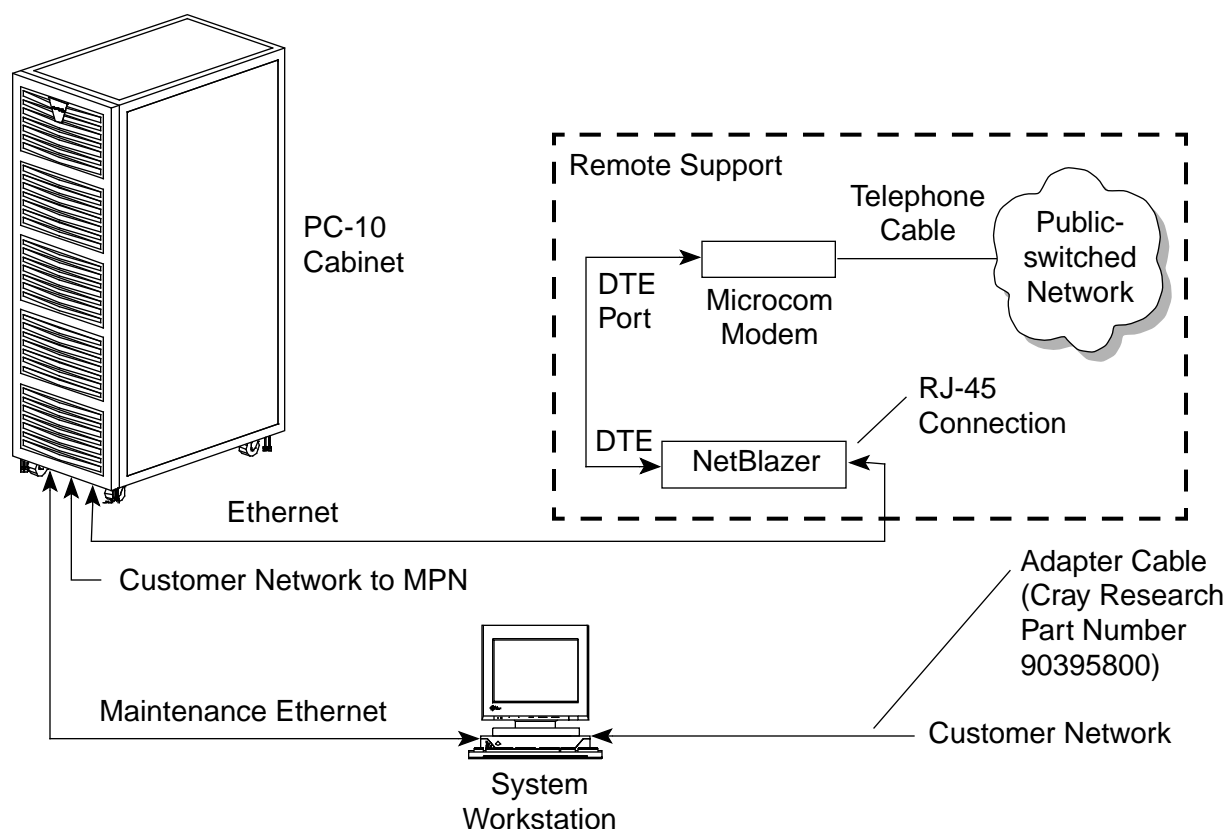 PC-10
Cabinet
Remote Support
Telephone
Cable
Public-
switched
Network
DTE
Port
Microcom
Modem
RJ-45
Connection
DTE
NetBlazer
Ethernet
Customer Network to MPN
Adapter Cable
(Cray Research
Part Number
90395800)
Maintenance Ethernet
Customer Network
System
Workstation